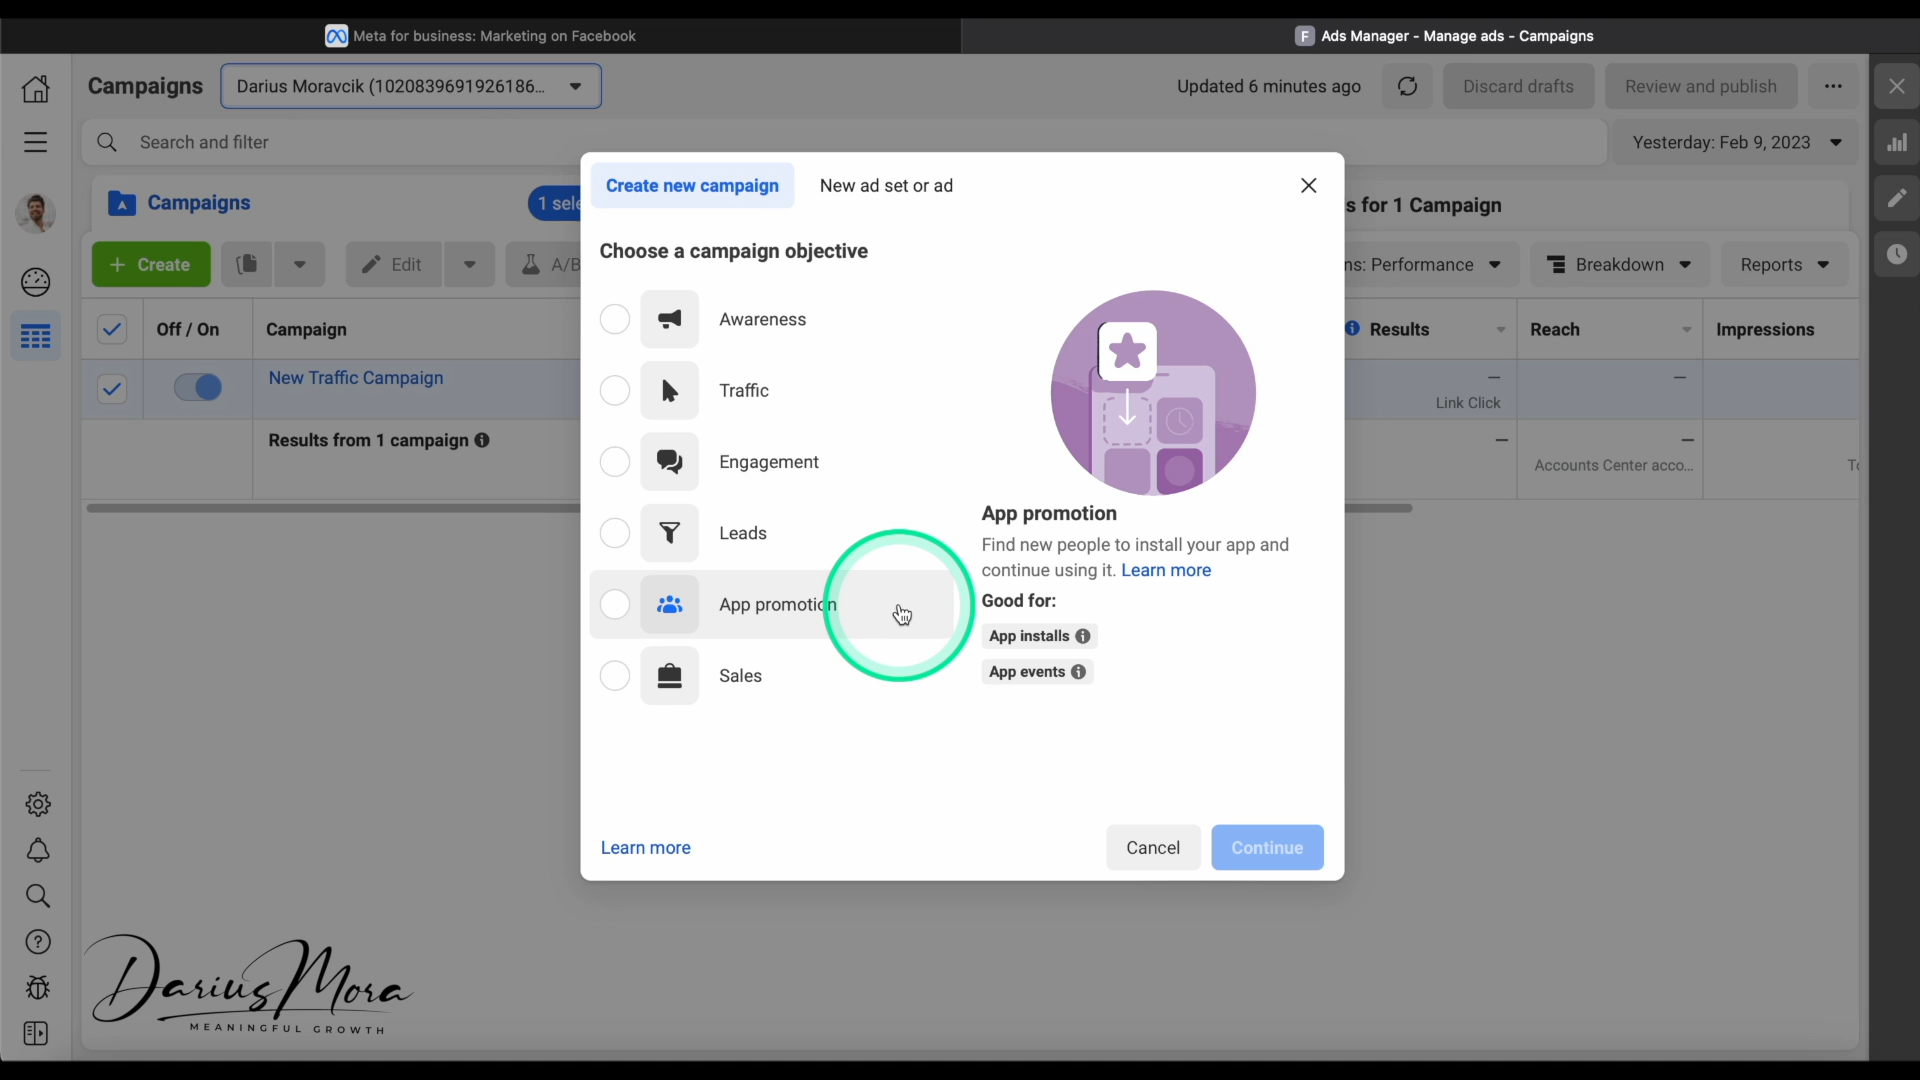 Meta for business: Marketing on Facebook
F Ads Manager - Manage ads - Campaigns
Campaigns
Darius Moravcik (1020839691926186...
Updated 6 minutes ago
Discard drafts
Review and publish
Search and filter
Yesterday: Feb 9, 2023
Campaigns
1 sele
s for 1 Campaign
+ Create
Edit
A/B
ns: Performance
Breakdown
Reports
Off / On
Campaign
Results
Reach
Impressions
New Traffic Campaign
Link Click
Results from 1 campaign
Accounts Center acco...
Create new campaign
New ad set or ad
Choose a campaign objective
Awareness
Traffic
Engagement
Leads
App promotion
Sales
App promotion
Find new people to install your app and
continue using it. Learn more
Good for:
App installs
App events
Learn more
Cancel
Continue
Darius Mora
MEANINGFUL GROWTH